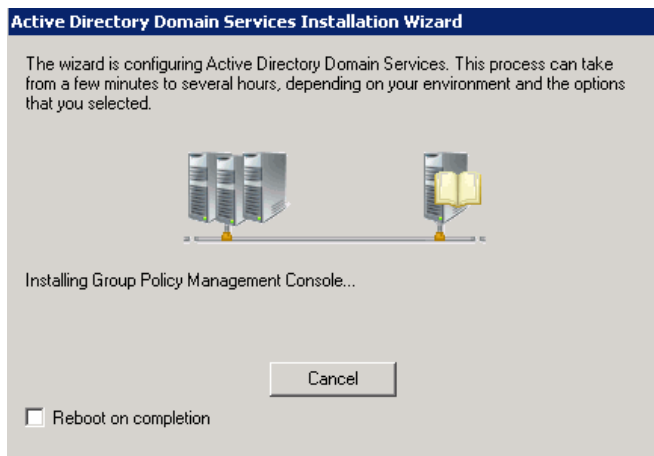 Active Directory Domain Services Installation Wizard
The wizard is configuring Active Directory Domain Services. This process can take
from a few minutes to several hours, depending on your environment and the options
that you selected.
Installing Group Policy Management Console...
Cancel
Reboot on completion